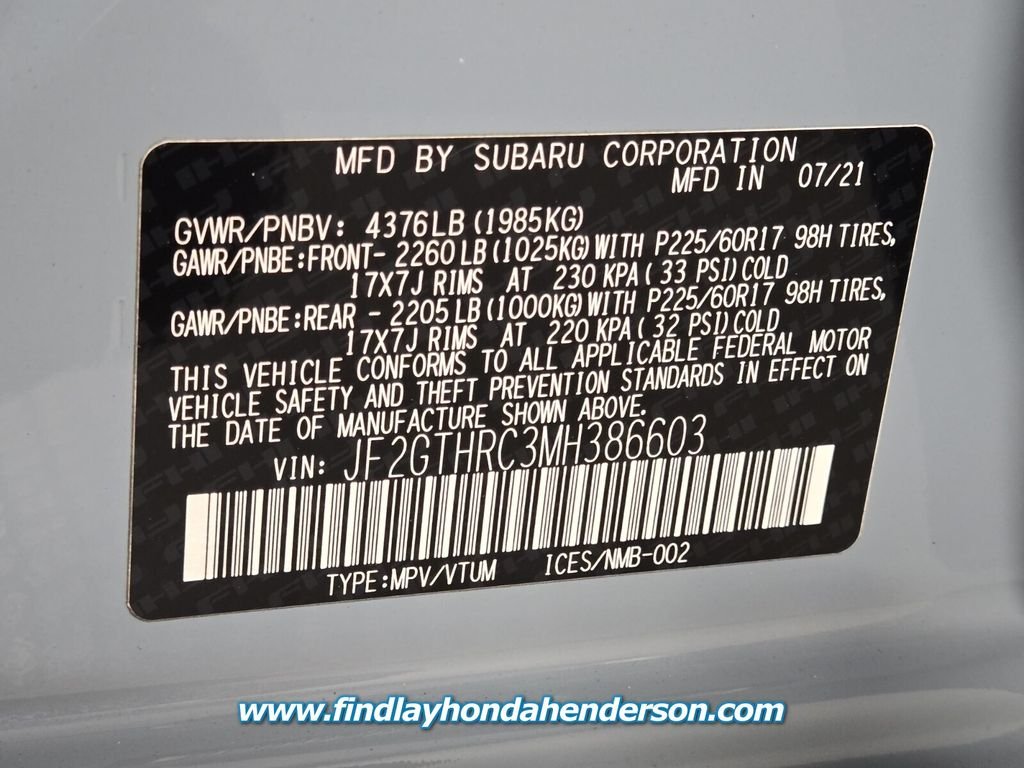 MFD BY SUBARU CORPORATION
MFD IN 07/21
GVWR/PNBV: 4376LB (1985KG)
GAWR/PNBE:FRONT- 2260 LB (1025KG) WITH P225/60R17 98H TIRES,
17X7J RIMS AT 230 KPA ( 33 PSI) COLD
GAWR/PNBE:REAR - 2205 LB (1000KG) WITH P225/60R17 98H TIRES,
17X7J RIMS AT 220 KPA ( 32 PSI) COLD
THIS VEHICLE CONFORMS TO ALL APPLICABLE FEDERAL MOTOR
VEHICLE SAFETY AND THEFT PREVENTION STANDARDS IN EFFECT ON
THE DATE OF MANUFACTURE SHOWN ABOVE.
VIN: JF2GTHRC3MH386603
TYPE:MPV/VTUM ICES/NMB-002
www.findlayhondahenderson.com